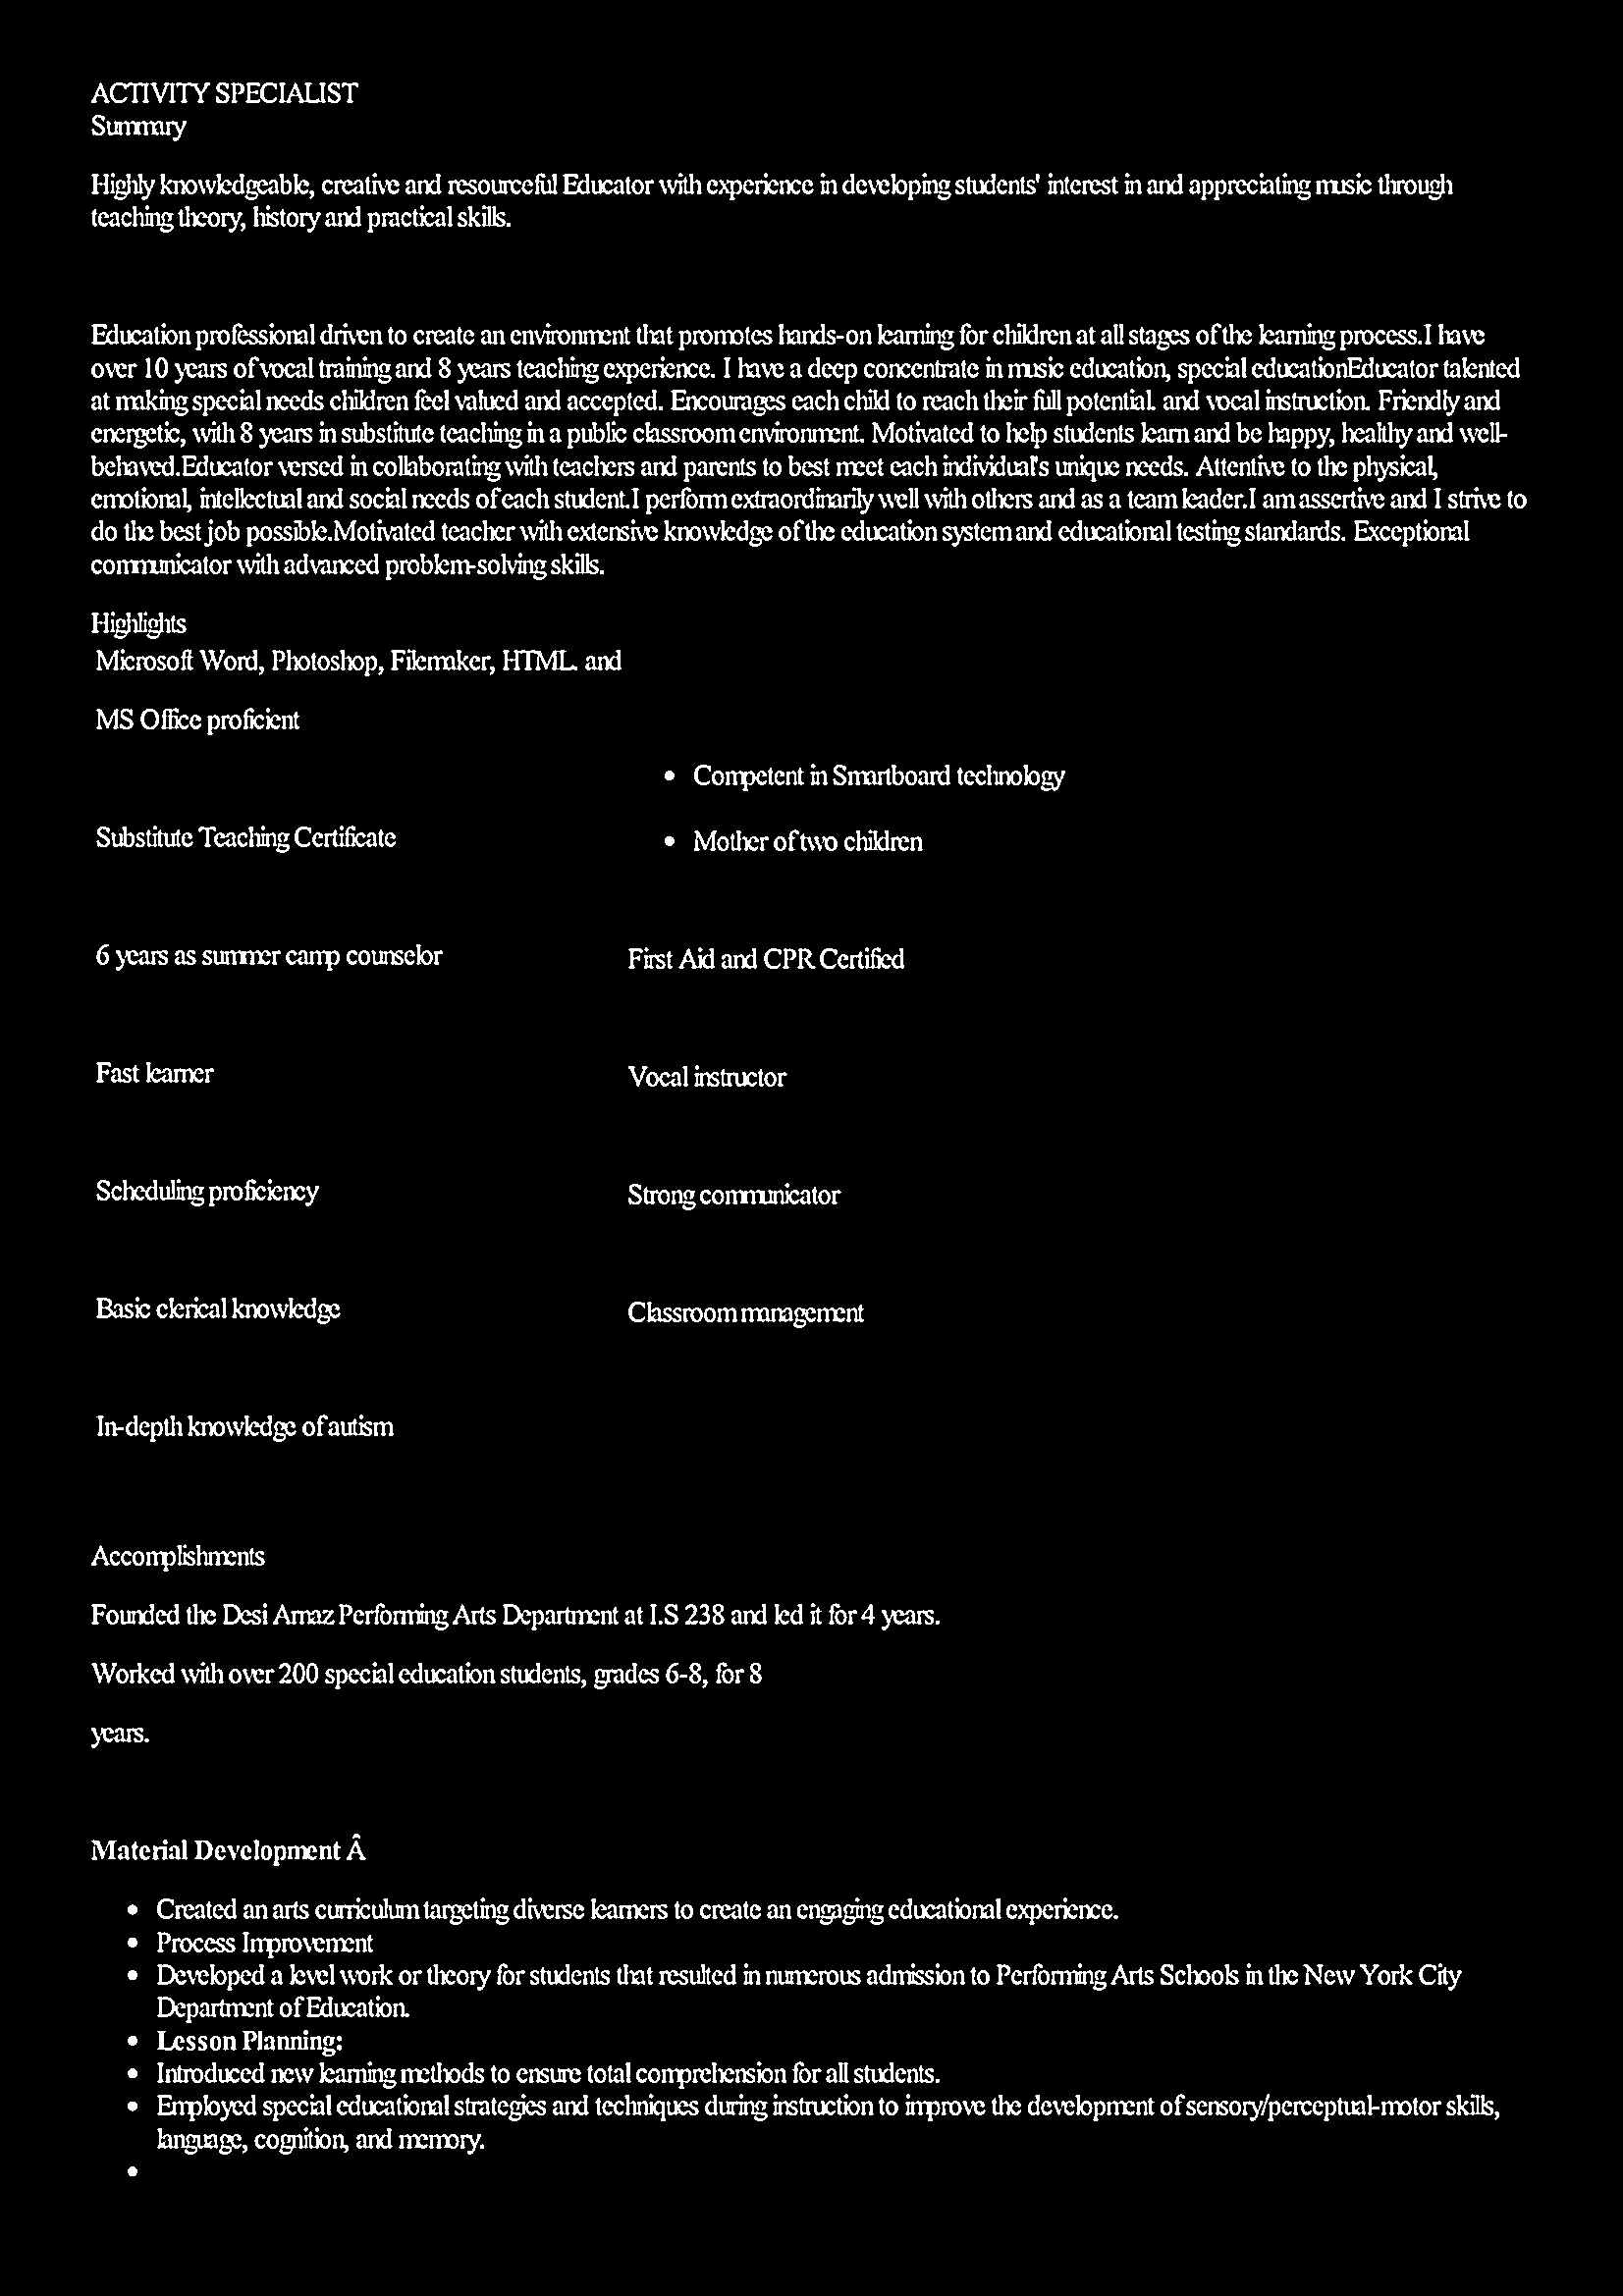 ACTIVITY SPECIALIST
Summary
Highly knowledgeable, creative and resourceful Educator with experience in developing students' interest in and appreciating music through
teaching theory, history and practical skills.
Education professional driven to create an environment that promotes hands-on learning for children at all stages of the learning process.I have
over 10 years of vocal training and 8 years teaching experience. I have a deep concentrate in music education, special educationEducator talented
at making special needs children feel valued and accepted. Encourages each child to reach their full potential. and vocal instruction. Friendly and
energetic, with 8 years in substitute teaching in a public classroom environment. Motivated to help students learn and be happy, healthy and well-
behaved.Educator versed in collaborating with teachers and parents to best meet each individual's unique needs. Attentive to the physical,
emotional, intellectual and social needs of each student.I perform extraordinarily well with others and as a team leader.I am assertive and I strive to
do the best job possible.Motivated teacher with extensive knowledge of the education system and educational testing standards. Exceptional
communicator with advanced problem-solving skills.
Highlights
Microsoft Word, Photoshop, Filemaker, HTML. and
MS Office proficient
Substitute Teaching Certificate
6 years as summer camp counselor
Fast learner
Scheduling proficiency
Basic clerical knowledge
In-depth knowledge of autism
• Competent in Smartboard technology
• Mother of two children
First Aid and CPR Certified
Vocal instructor
Strong communicator
Classroom management
Accomplishments
Founded the Desi Arnaz Performing Arts Department at I.S 238 and led it for 4 years.
Worked with over 200 special education students, grades 6-8, for 8
years.
Material Development Â
• Created an arts curriculum targeting diverse learners to create an engaging educational experience.
• Process Improvement
• Developed a level work or theory for students that resulted in numerous admission to Performing Arts Schools in the New York City
Department of Education.
• Lesson Planning:
• Introduced new learning methods to ensure total comprehension for all students.
• Employed special educational strategies and techniques during instruction to improve the development of sensory/perceptual-motor skills,
language, cognition, and memory.
•